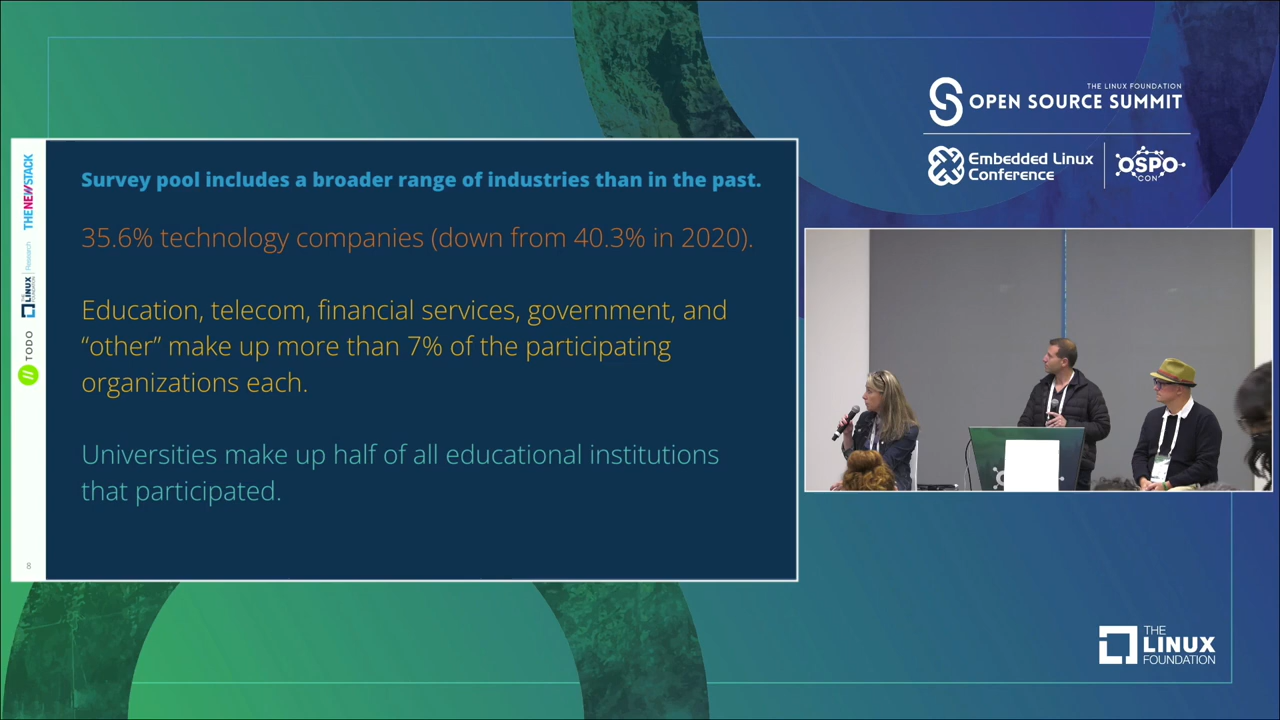 THE LINUX FOUNDATION
OPEN SOURCE SUMMIT
Embedded Linux
Conference
OSPO
CON
THENEWSTACK
THE
LINUX
FOUNDATION
Research
TODO
8
Survey pool includes a broader range of industries than in the past.
35.6% technology companies (down from 40.3% in 2020).
Education, telecom, financial services, government, and
“other” make up more than 7% of the participating
organizations each.
Universities make up half of all educational institutions
that participated.
THE
LINUX
FOUNDATION